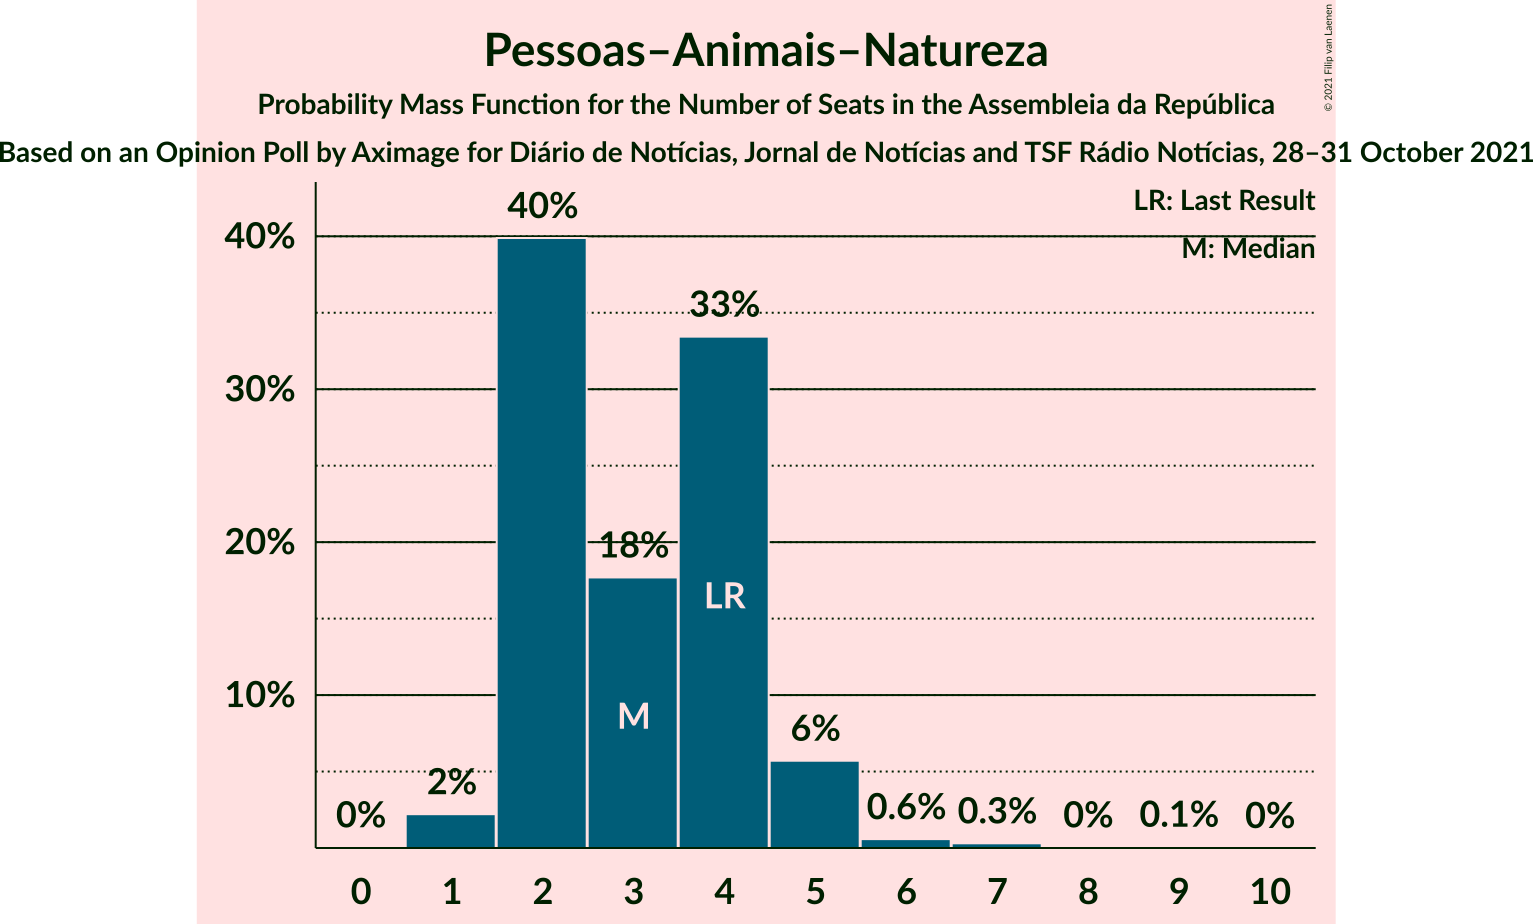 Pessoas–Animais–Natureza
Probability Mass Function for the Number of Seats in the Assembleia da República
Based on an Opinion Poll by Aximage for Diário de Notícias, Jornal de Notícias and TSF Rádio Notícias, 28–31 October 2021
© 2021 Filip van Laenen
LR: Last Result
M: Median
40%
30%
20%
10%
0%
2%
40%
18%
33%
6%
0.6%
0.3%
0%
0.1%
0%
M
LR
0 1 2 3 4 5 6 7 8 9 10